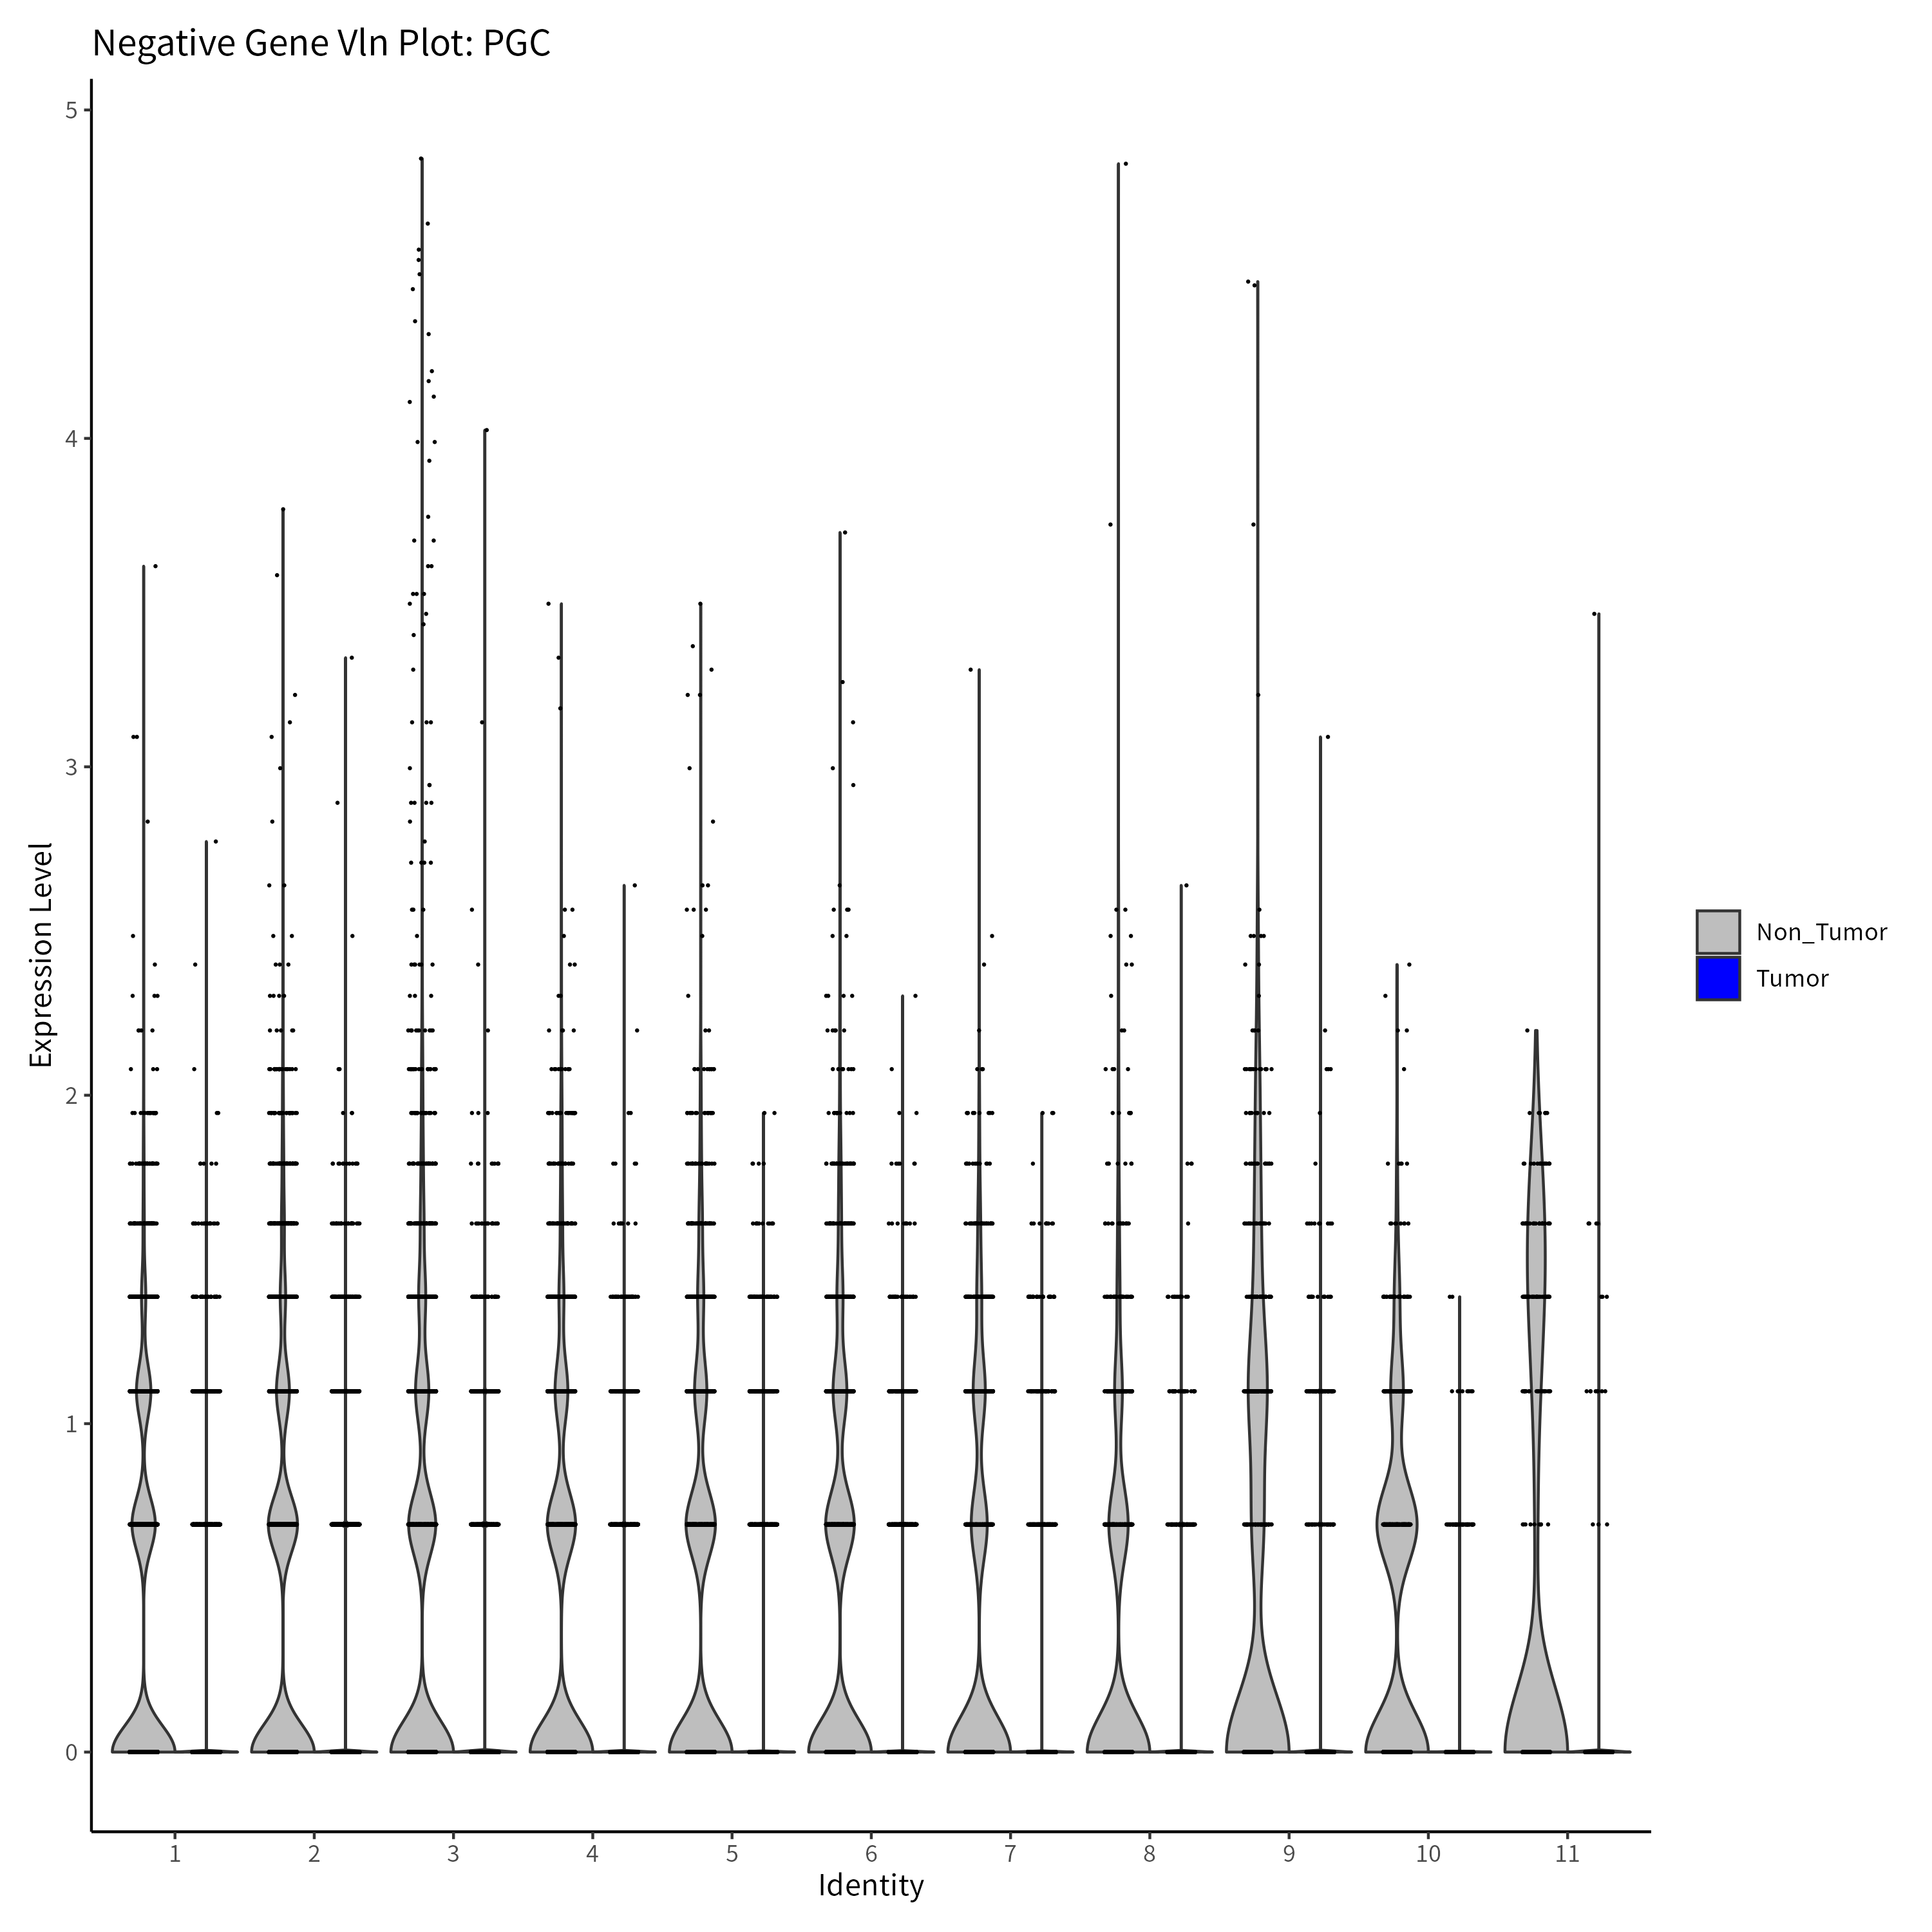 Negative Gene Vln Plot: PGC
5
4
3
2
1
0
Expression Level
1 2 3 4 5 6 7 8 9 10 11
Identity
Non_Tumor
Tumor